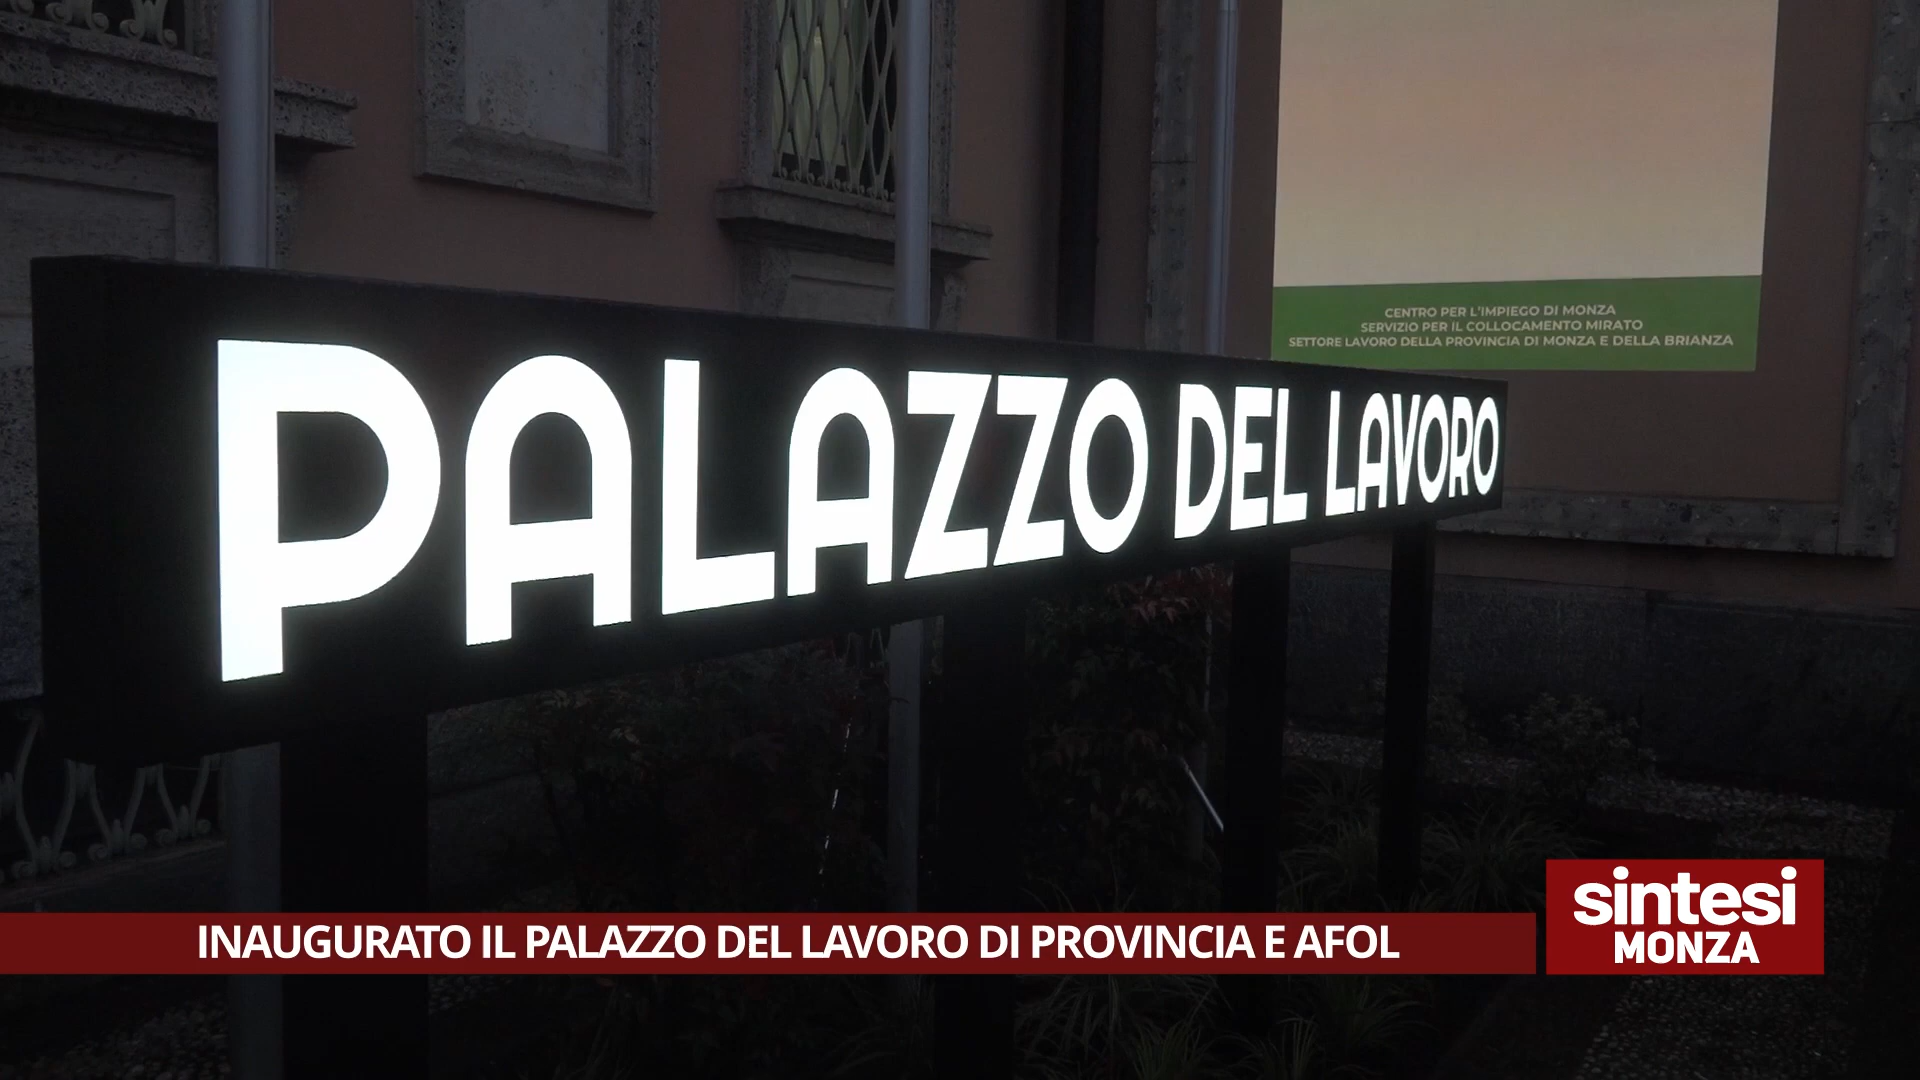 CENTRO PER L'IMPIEGO DI MONZA
SERVIZIO PER IL COLLOCAMENTO MIRATO
SETTORE LAVORO DELLA PROVINCIA DI MONZA E DELLA BRIANZA
PALAZZO DEL LAVORO
INAUGURATO IL PALAZZO DEL LAVORO DI PROVINCIA E AFOL
sintesi
MONZA